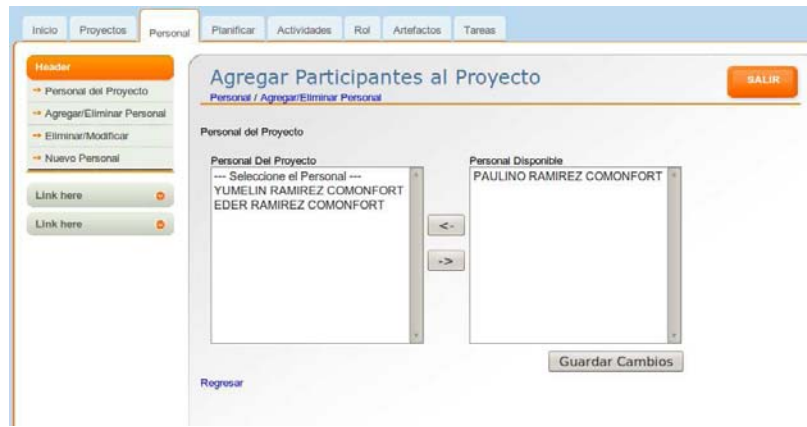 Inicio Proyectos Personal Planificar Actividades Rol Artefactos Tareas
Header
Personal del Proyecto
Agregar/Eliminar Personal
Eliminar/Modificar
Nuevo Personal
Link here
Link here
Agregar Participantes al Proyecto
SALIR
Personal / Agregar/Eliminar Personal
Personal del Proyecto
Personal Del Proyecto
--- Seleccione el Personal ---
YUMELIN RAMIREZ COMONFORT
EDER RAMIREZ COMONFORT
<-
->
Personal Disponible
PAULINO RAMIREZ COMONFORT
Guardar Cambios
Regresar